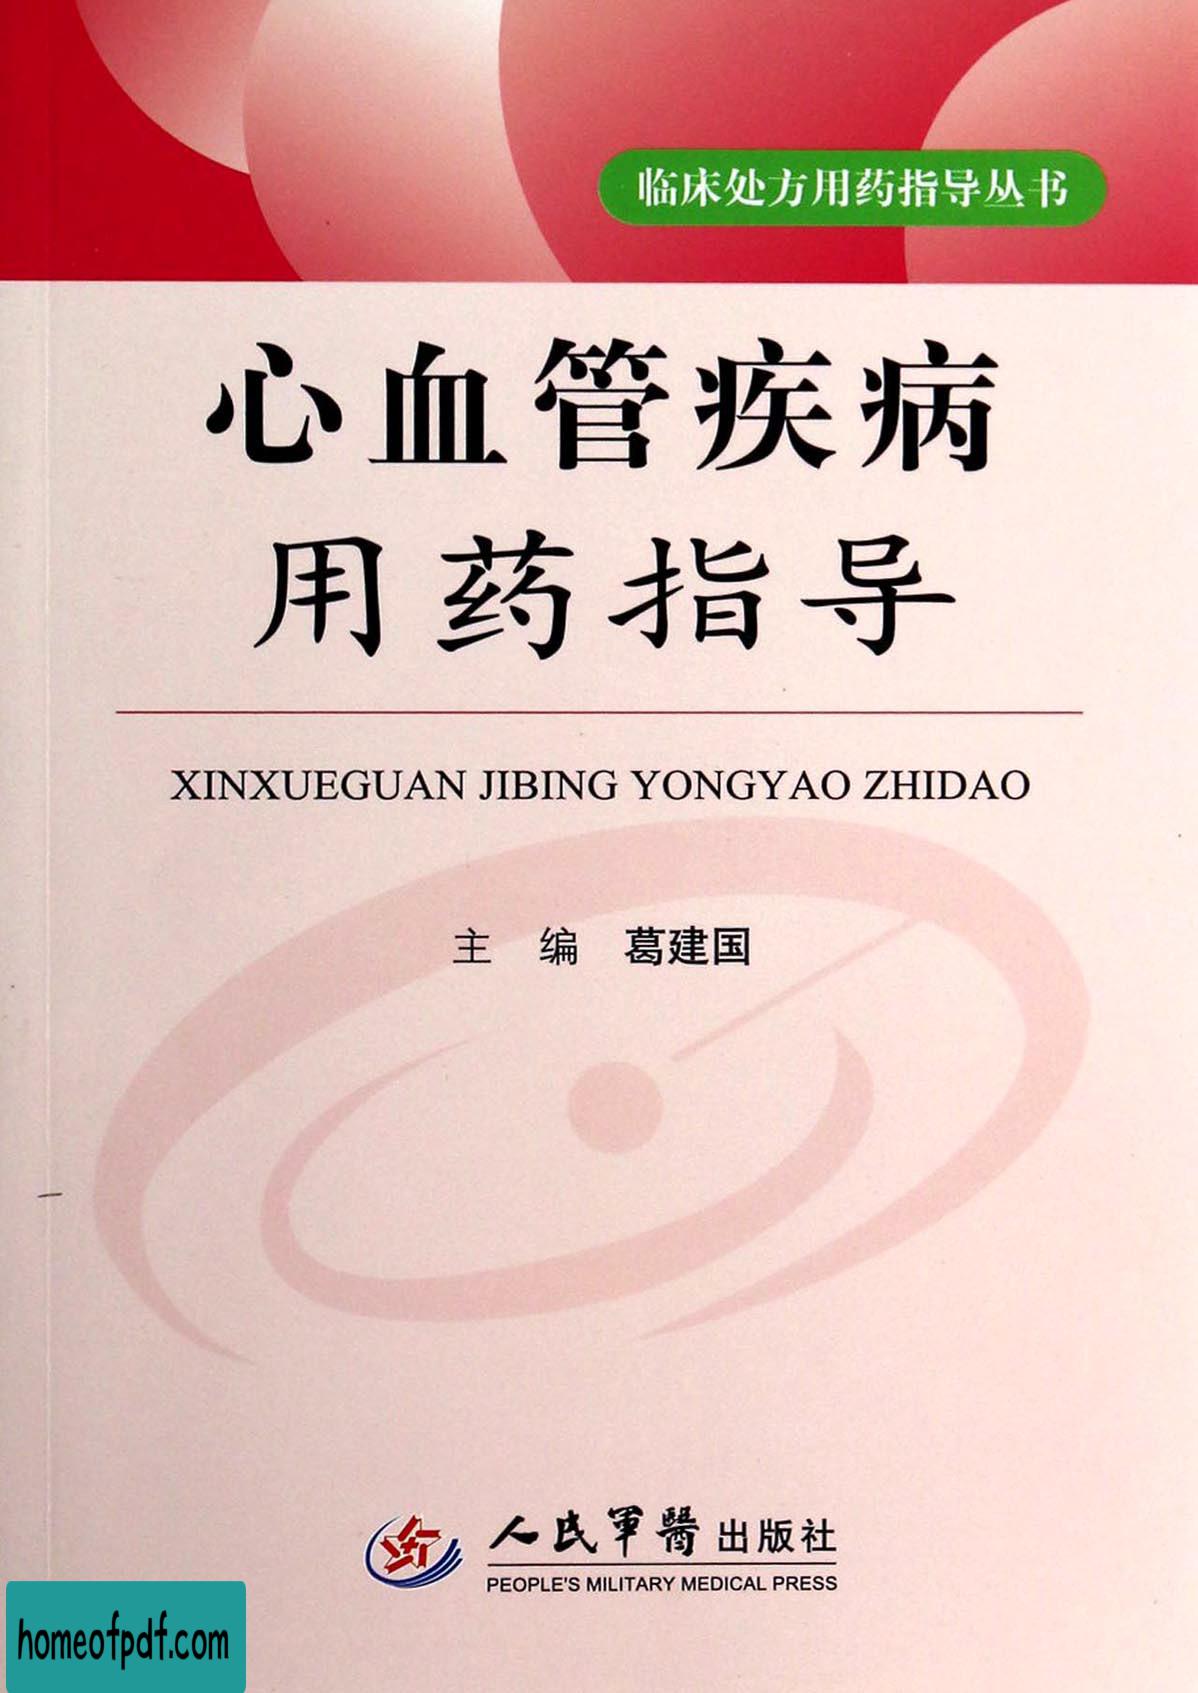 临床处方用药指导丛书
心血管疾病
用药指导
XINXUEGUAN JIBING YONGYAO ZHIDAO
主 编 葛建国
人民軍醫出版社
PEOPLE'S MILITARY MEDICAL PRESS
homeofpdf.com